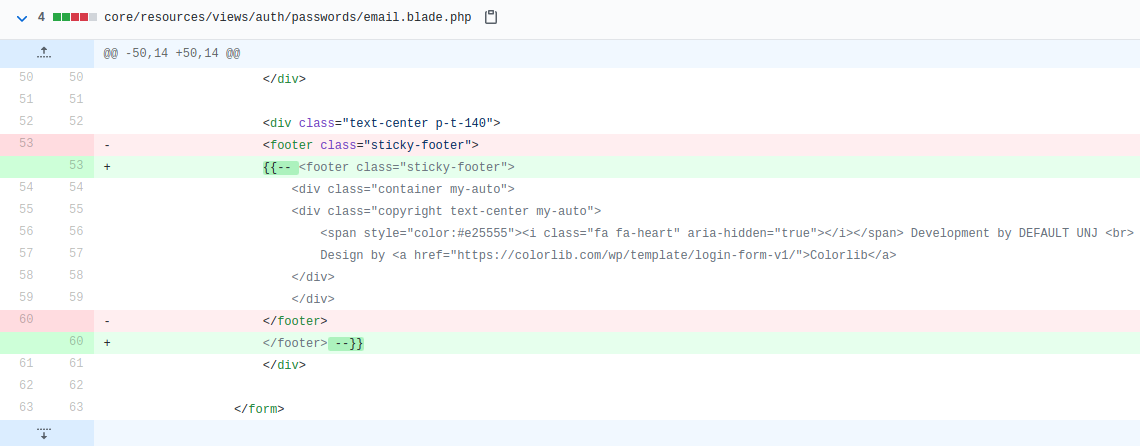 4 core/resources/views/auth/passwords/email.blade.php
@@ -50,14 +50,14 @@
50 50 </div>
51 51
52 52 <div class="text-center p-t-140">
53 - <footer class="sticky-footer">
53 + {{-- <footer class="sticky-footer">
54 54 <div class="container my-auto">
55 55 <div class="copyright text-center my-auto">
56 56 <span style="color:#e25555"><i class="fa fa-heart" aria-hidden="true"></i></span> Development by DEFAULT UNJ <br>
57 57 Design by <a href="https://colorlib.com/wp/template/login-form-v1/">Colorlib</a>
58 58 </div>
59 59 </div>
60 - </footer>
60 + </footer> --}}
61 61 </div>
62 62
63 63 </form>